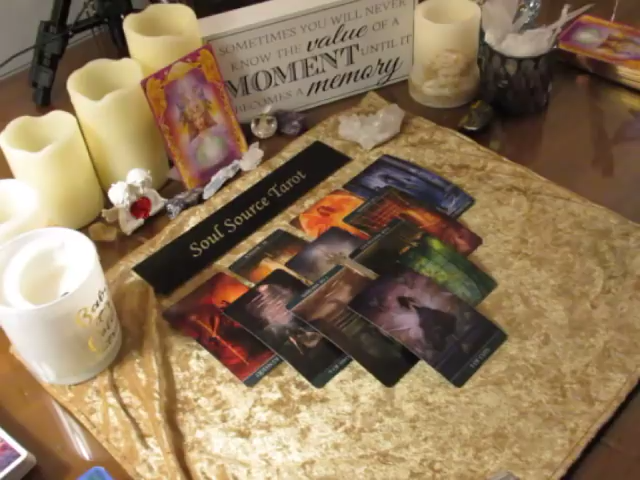 SOMETIMES YOU WILL NEVER
KNOW THE value OF A
MOMENT UNTIL IT
BECOMES A memory
Soul Source Tarot